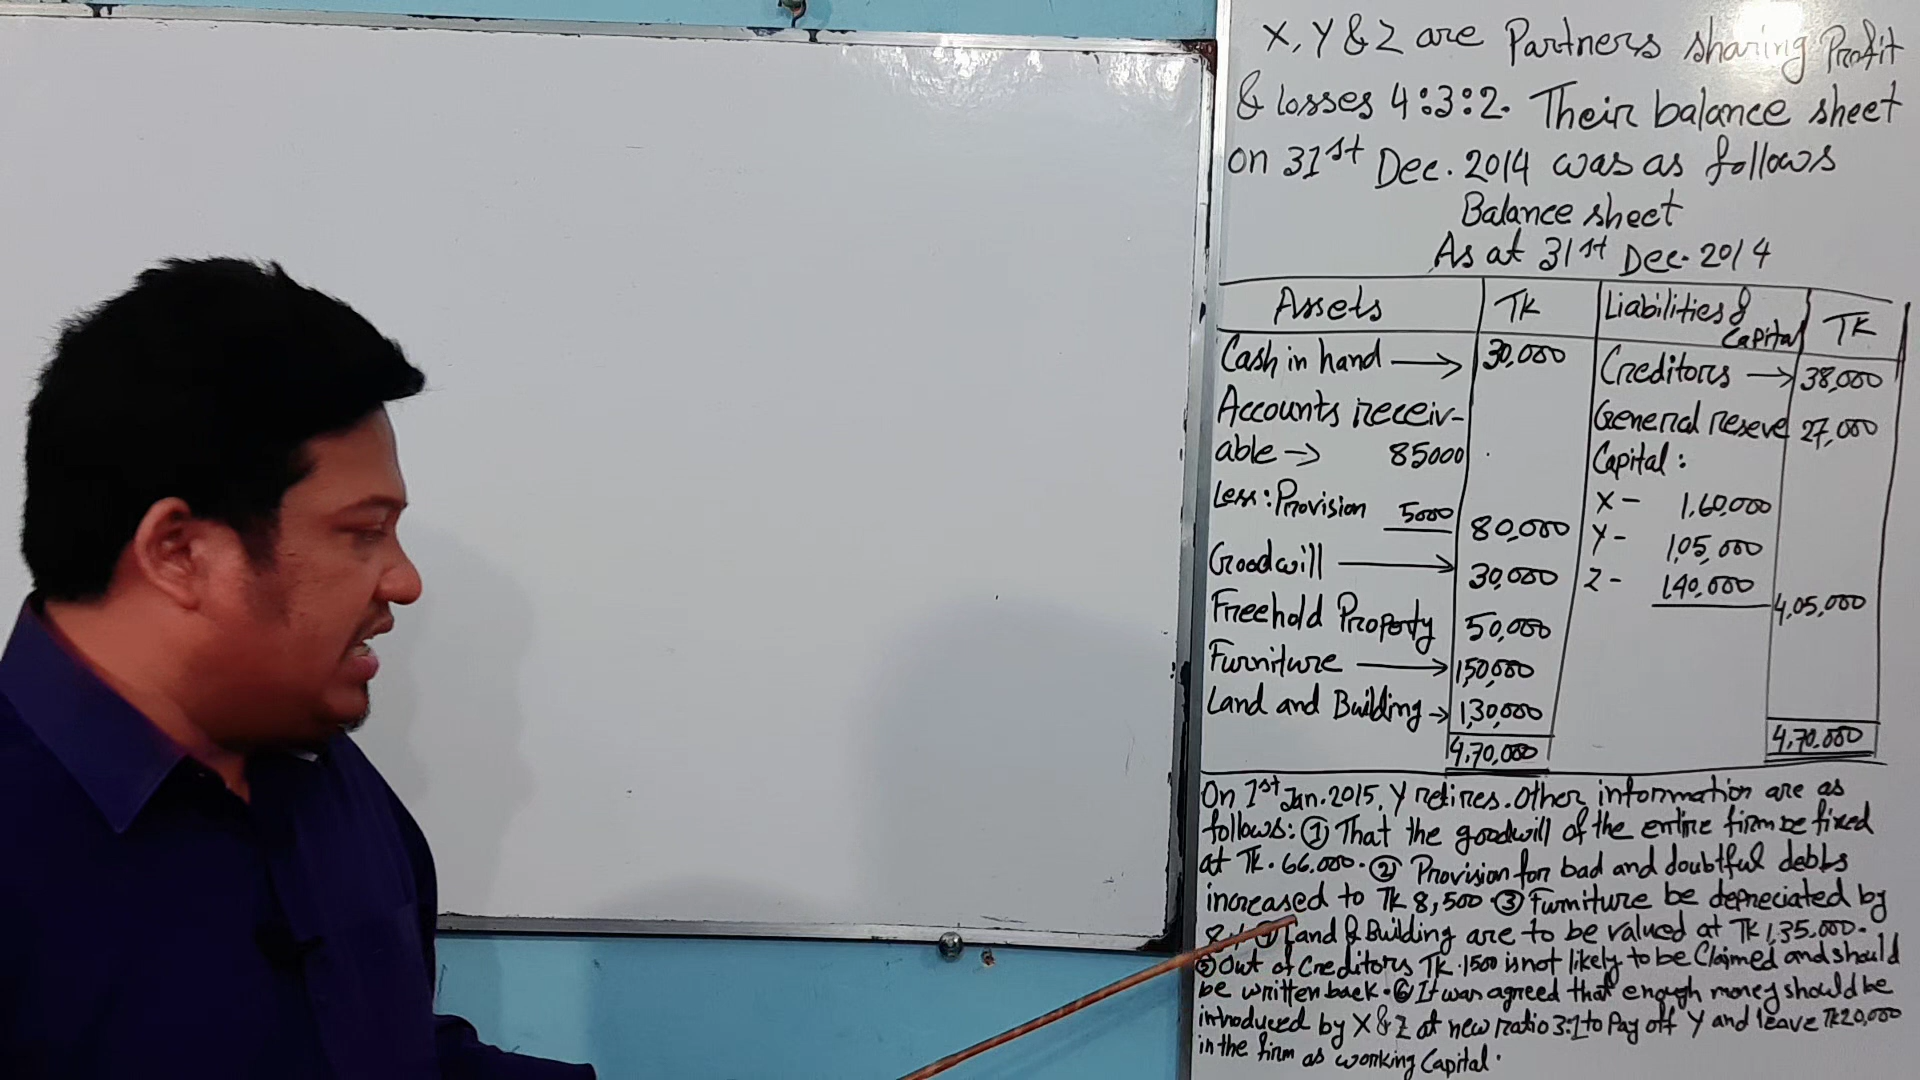 X, Y & Z are Partners sharing Profit
& Losses 4:3:2. Their balance sheet
on 31st Dec. 2014 was as follows
Balance sheet
As at 31st Dec. 2014
Assets TK Liabilities & Capital TK
Cash in hand → 30,000 Creditors → 38,000
Accounts receiv- General reseve 27,000
able → 85000 Capital:
Less: Provision 5000 80,000 X - 1,60,000
Goodwill → 30,000 Y - 1,05,000
Freehold Property 50,000 Z - 1,40,000 4,05,000
Furniture → 1,50,000
Land and Building → 1,30,000
4,70,000 4,70,000
On 1st Jan. 2015, Y retires. Other information are as
follows: ① That the goodwill of the entire firm be fixed
at TK. 66,000. ② Provision for bad and doubtful debts
increased to TK 8,500 ③ Furniture be depreciated by
Land & Building are to be valued at TK 1,35,000.
⑤ Out of Creditors TK. 1500 is not likely to be Claimed and should
be written back. ⑥ It was agreed that enough money should be
introduced by X & Z at new ratio 3:1 to Pay off Y and leave TK 20,000
in the firm as working Capital.